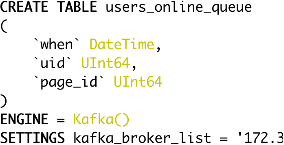 CREATE TABLE users_online_queue
(
    `when` DateTime,
    `uid` UInt64,
    `page_id` UInt64
)
ENGINE = Kafka()
SETTINGS kafka_broker_list = '172.3